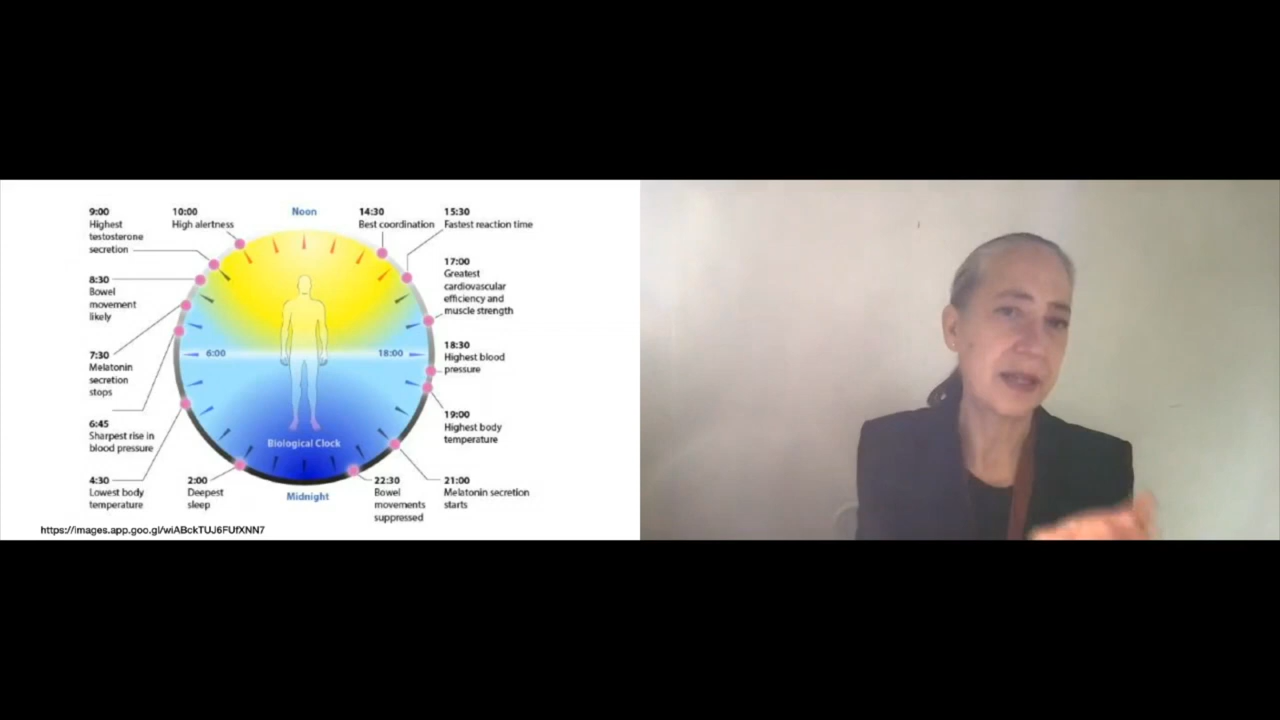 9:00
Highest
testosterone
secretion
10:00
High alertness
Noon
14:30
Best coordination
15:30
Fastest reaction time
8:30
Bowel
movement
likely
17:00
Greatest
cardiovascular
efficiency and
muscle strength
6:00
18:00
7:30
Melatonin
secretion
stops
18:30
Highest blood
pressure
6:45
Sharpest rise in
blood pressure
19:00
Highest body
temperature
Biological Clock
4:30
Lowest body
temperature
2:00
Deepest
sleep
Midnight
22:30
Bowel
movements
suppressed
21:00
Melatonin secretion
starts
https://images.app.goo.gl/wiABckTUJ6FUfXNN7